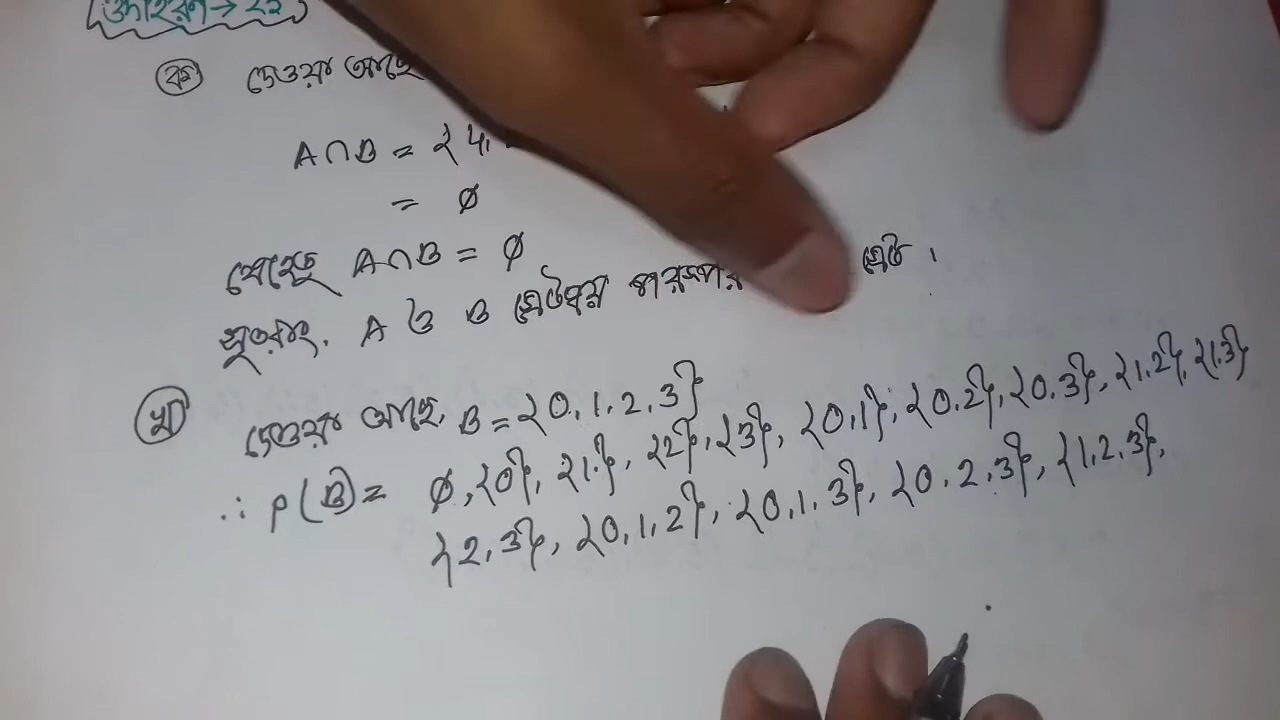 উদাহরণ → ২২
ক দেওয়া আছে
A∩B = {4,
= Ø
যেহেতু A∩B = Ø
সুতরাং, A ও B সেটদ্বয় পরস্পর সেট।
খ দেওয়া আছে, B = {0,1,2,3}
∴ P(B) = Ø, {0}, {1}, {2}, {3}, {0,1}, {0,2}, {0,3}, {1,2}, {1,3}
{2,3}, {0,1,2}, {0,1,3}, {0,2,3}, {1,2,3},